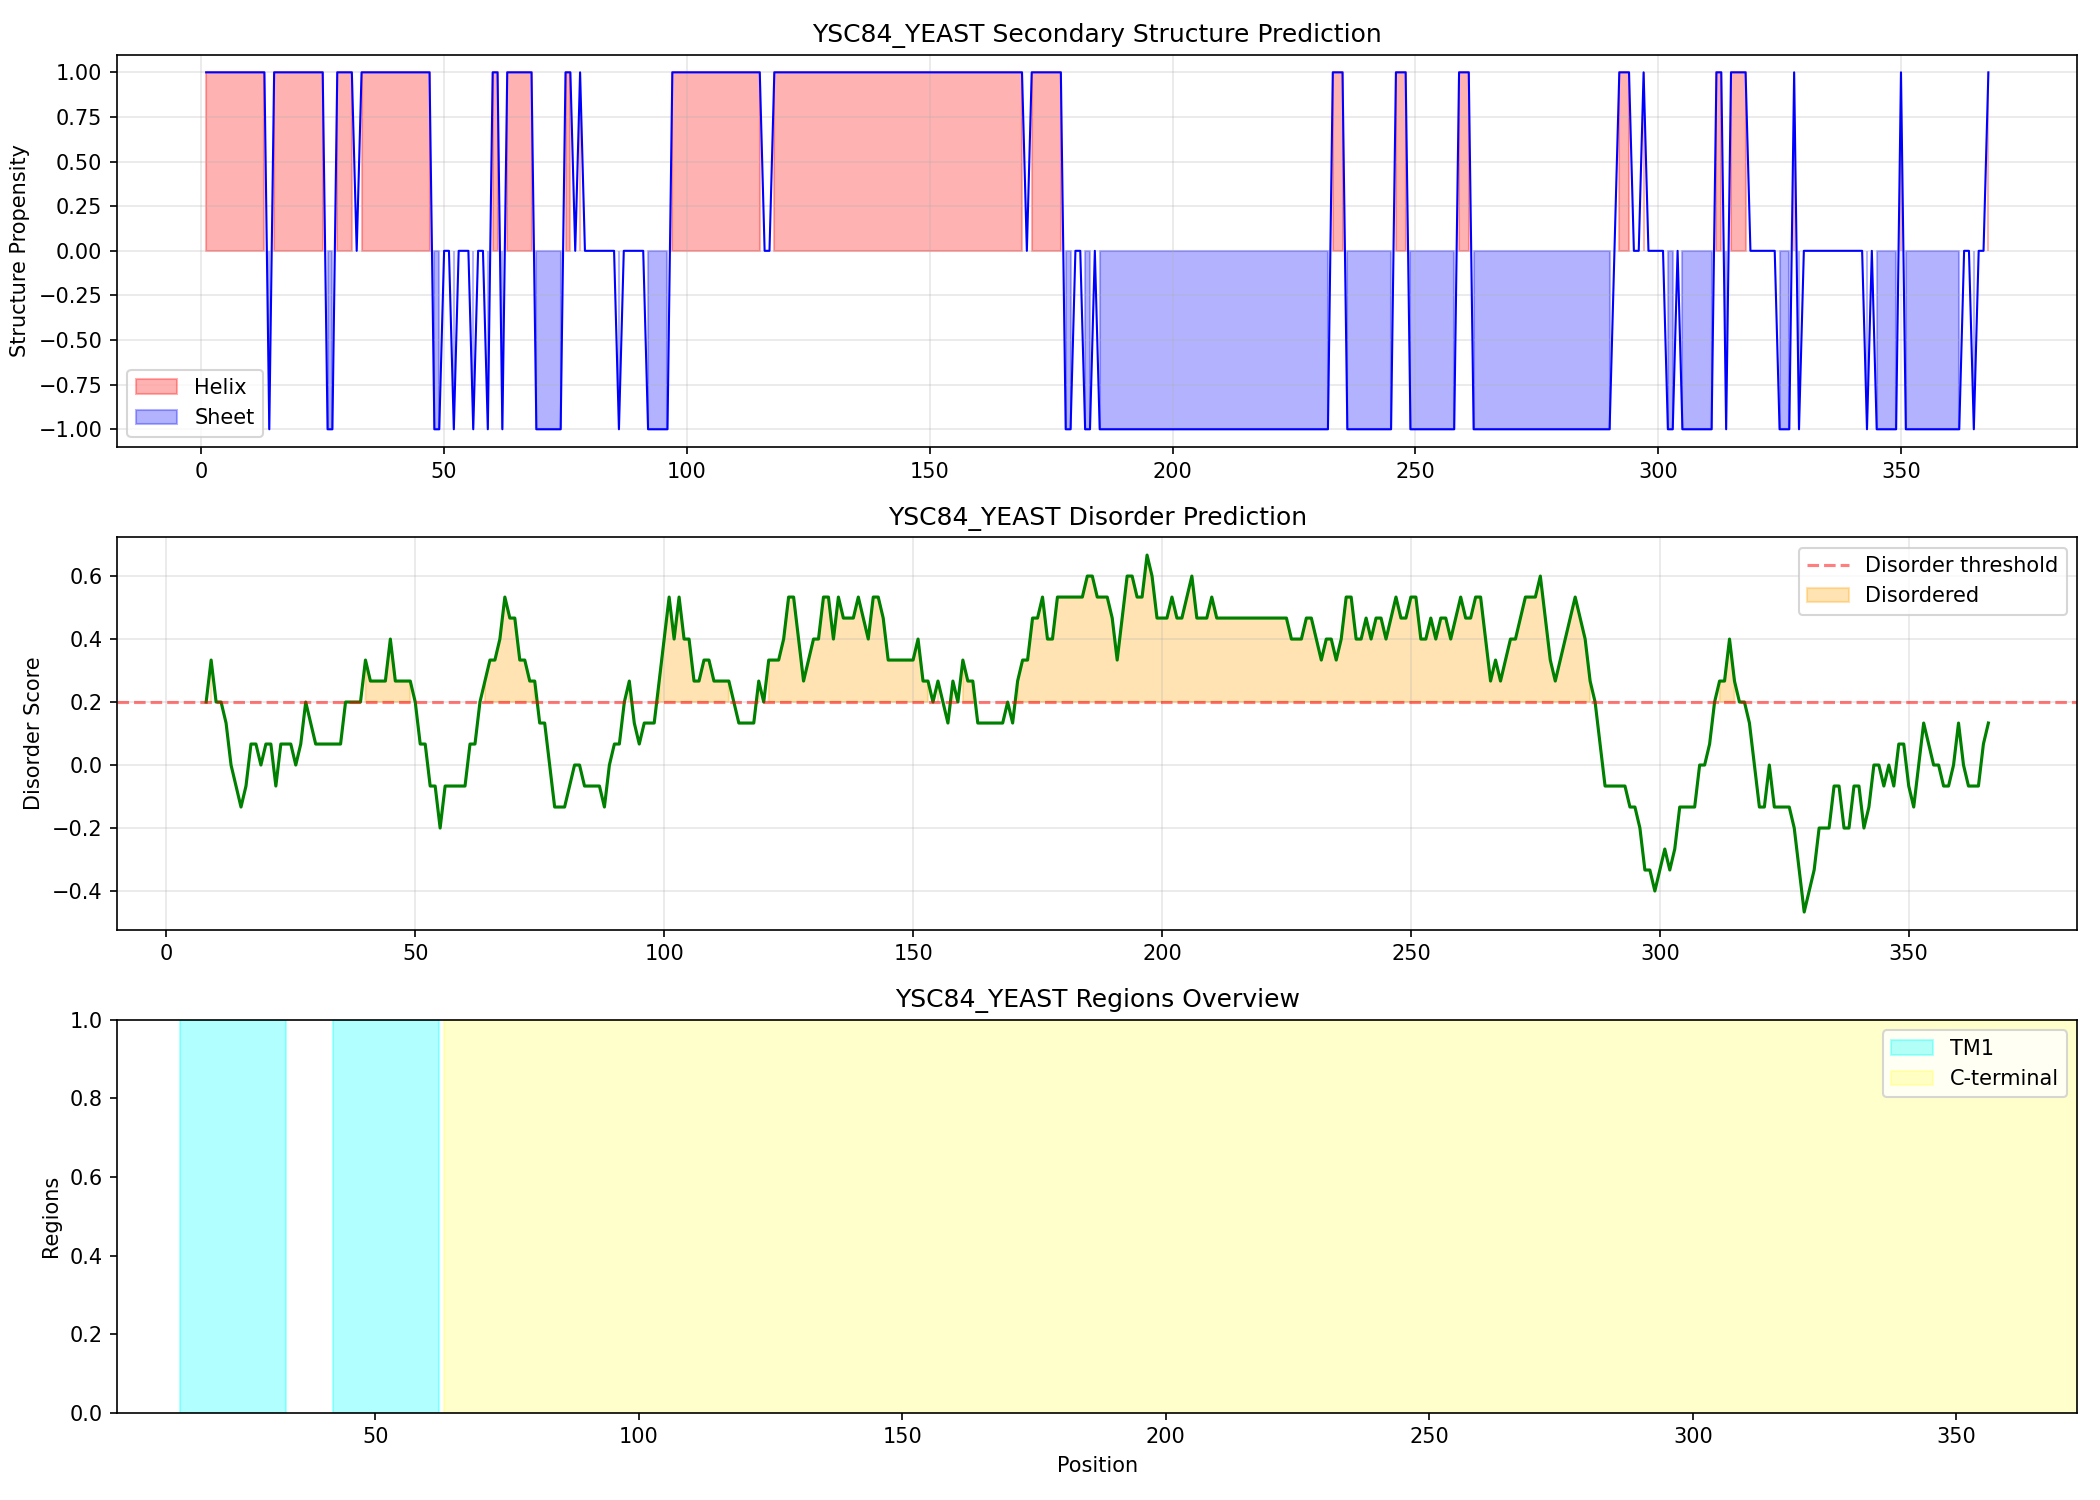 YSC84_YEAST Secondary Structure Prediction
Structure Propensity
1.00
0.75
0.50
0.25
0.00
−0.25
−0.50
−0.75
−1.00
Helix
Sheet
0 50 100 150 200 250 300 350
YSC84_YEAST Disorder Prediction
Disorder Score
0.6
0.4
0.2
0.0
−0.2
−0.4
Disorder threshold
Disordered
0 50 100 150 200 250 300 350
YSC84_YEAST Regions Overview
Regions
1.0
0.8
0.6
0.4
0.2
0.0
TM1
C-terminal
50 100 150 200 250 300 350
Position